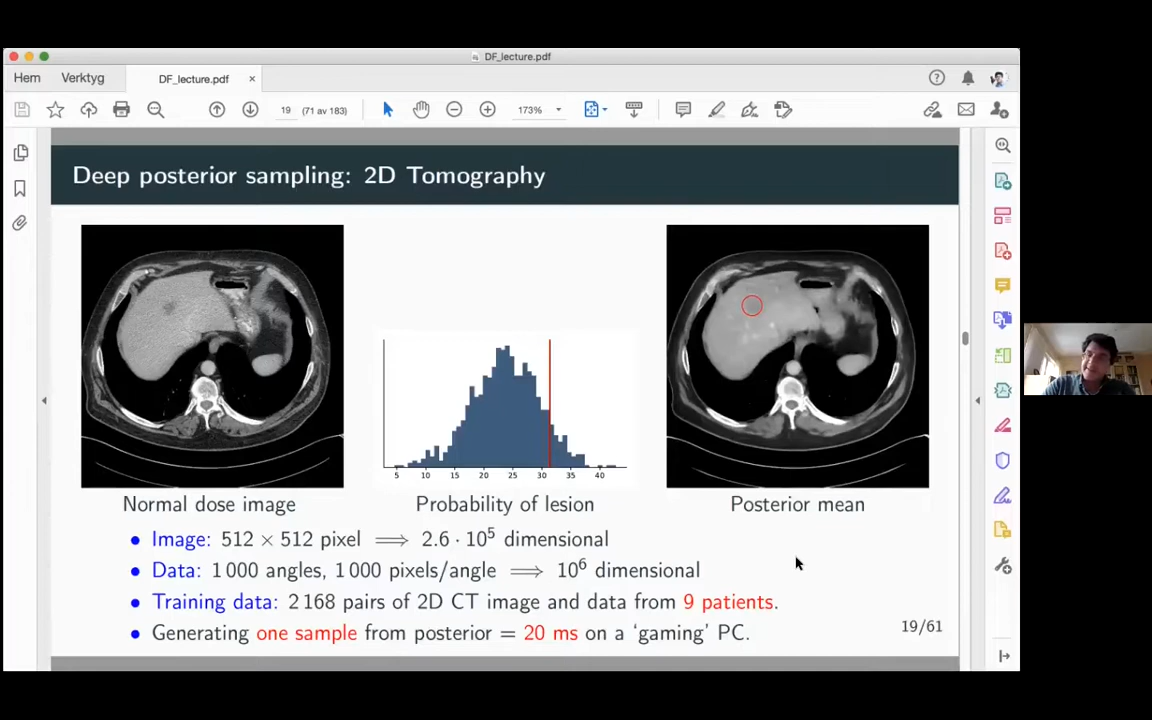 DF_lecture.pdf
Hem Verktyg DF_lecture.pdf ×
19 (71 av 183) 173%
Deep posterior sampling: 2D Tomography
5 10 15 20 25 30 35 40
Normal dose image Probability of lesion Posterior mean
• Image: 512 × 512 pixel ⟹ 2.6 · 10⁵ dimensional
• Data: 1 000 angles, 1 000 pixels/angle ⟹ 10⁶ dimensional
• Training data: 2 168 pairs of 2D CT image and data from 9 patients.
• Generating one sample from posterior = 20 ms on a ‘gaming’ PC.
19/61